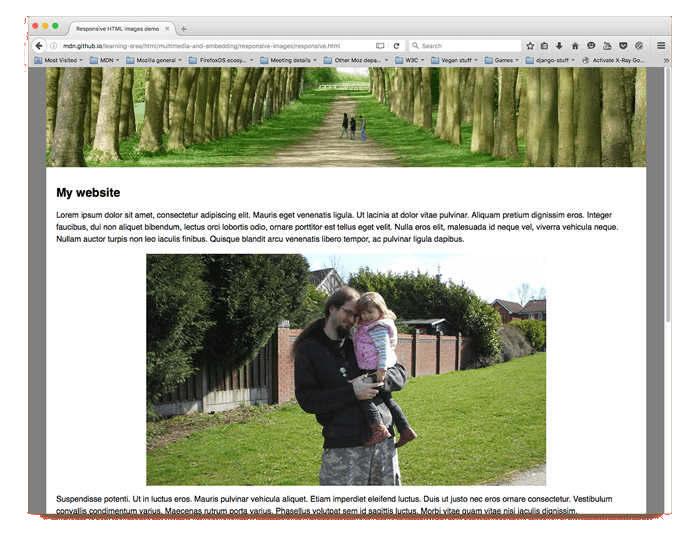 Responsive HTML images demo
mdn.github.io/learning-area/html/multimedia-and-embedding/responsive-images/responsive.html
Search
Most Visited
MDN
Mozilla general
FirefoxOS ecosy...
Meeting details
Other Moz depa...
W3C
Vegan stuff
Games
django-stuff
Activate X-Ray Go...
My website
Lorem ipsum dolor sit amet, consectetur adipiscing elit. Mauris eget venenatis ligula. Ut lacinia at dolor vitae pulvinar. Aliquam pretium dignissim eros. Integer
faucibus, dui non aliquet bibendum, lectus orci lobortis odio, ornare porttitor est tellus eget velit. Nulla eros elit, malesuada id neque vel, viverra vehicula neque.
Nullam auctor turpis non leo iaculis finibus. Quisque blandit arcu venenatis libero tempor, ac pulvinar ligula dapibus.
Suspendisse potenti. Ut in luctus eros. Mauris pulvinar vehicula aliquet. Etiam imperdiet eleifend luctus. Duis ut justo nec eros ornare consectetur. Vestibulum
convallis condimentum varius. Maecenas rutrum porta varius. Phasellus volutpat sem id sagittis luctus. Morbi vitae quam vitae nisi iaculis dignissim.